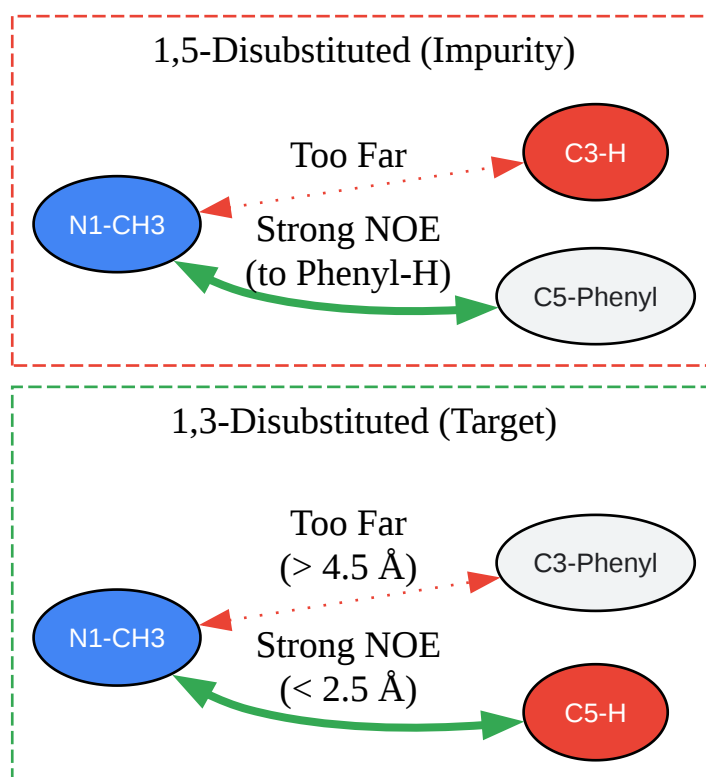 1,5-Disubstituted (Impurity)
Too Far
C3-H
N1-CH3
Strong NOE
(to Phenyl-H)
C5-Phenyl
1,3-Disubstituted (Target)
Too Far
(> 4.5 Å)
C3-Phenyl
N1-CH3
Strong NOE
(< 2.5 Å)
C5-H